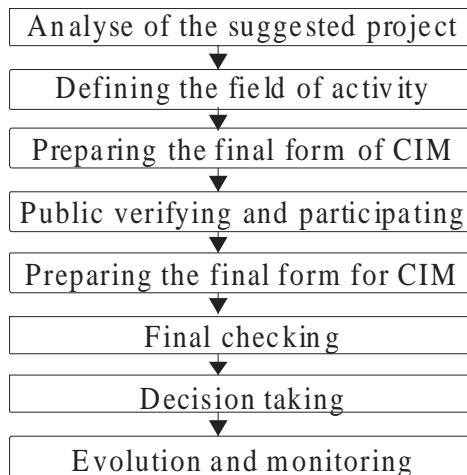 Analyse of the suggested project
Defining the field of activity
Preparing the final form of CIM
Public verifying and participating
Preparing the final form for CIM
Final checking
Decision taking
Evolution and monitoring